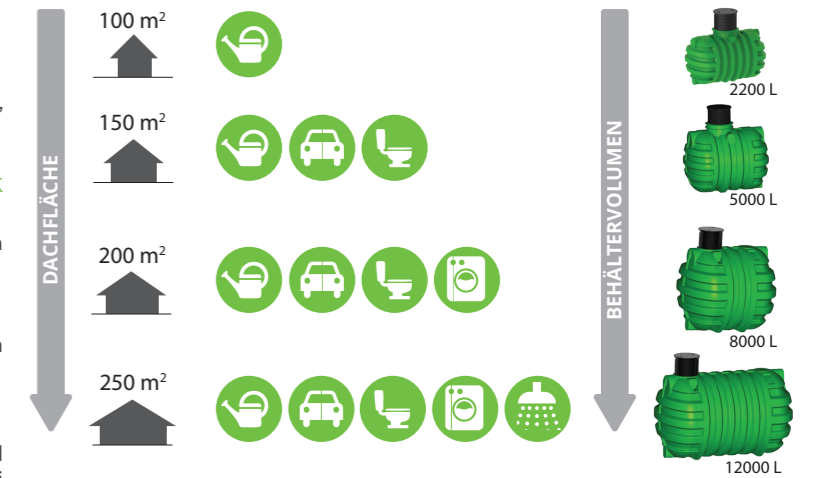 100 m²
2200 L
150 m²
5000 L
DACHFLÄCHE
BEHÄLTERVOLUMEN
200 m²
8000 L
250 m²
12000 L